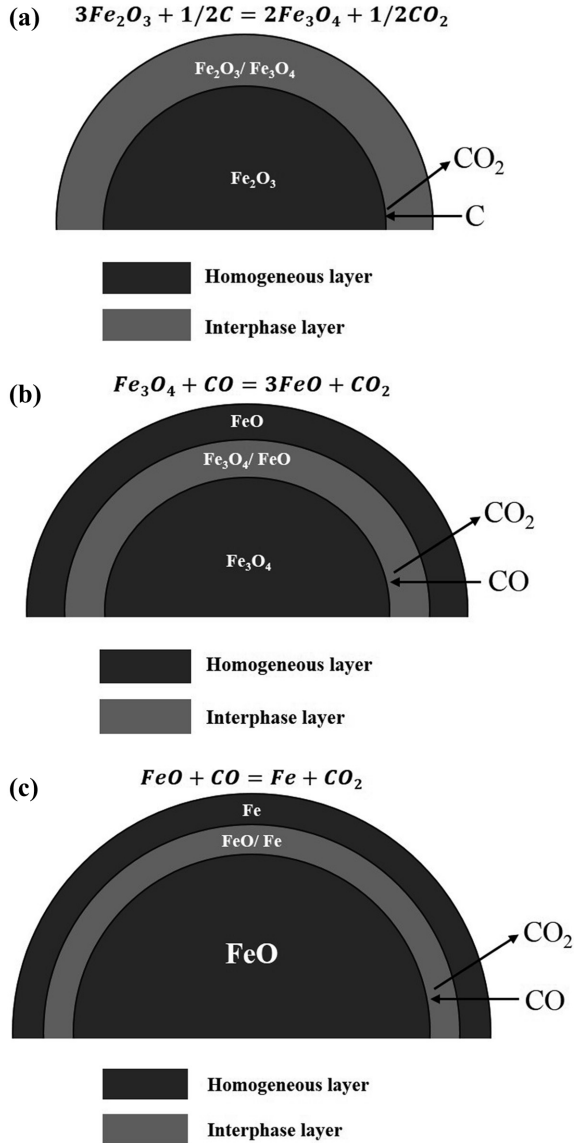 (a)
3Fe₂O₃ + 1/2C = 2Fe₃O₄ + 1/2CO₂
Fe₂O₃/ Fe₃O₄
Fe₂O₃
CO₂
C
Homogeneous layer
Interphase layer
(b)
Fe₃O₄ + CO = 3FeO + CO₂
FeO
Fe₃O₄/ FeO
Fe₃O₄
CO₂
CO
Homogeneous layer
Interphase layer
(c)
FeO + CO = Fe + CO₂
Fe
FeO/ Fe
FeO
CO₂
CO
Homogeneous layer
Interphase layer